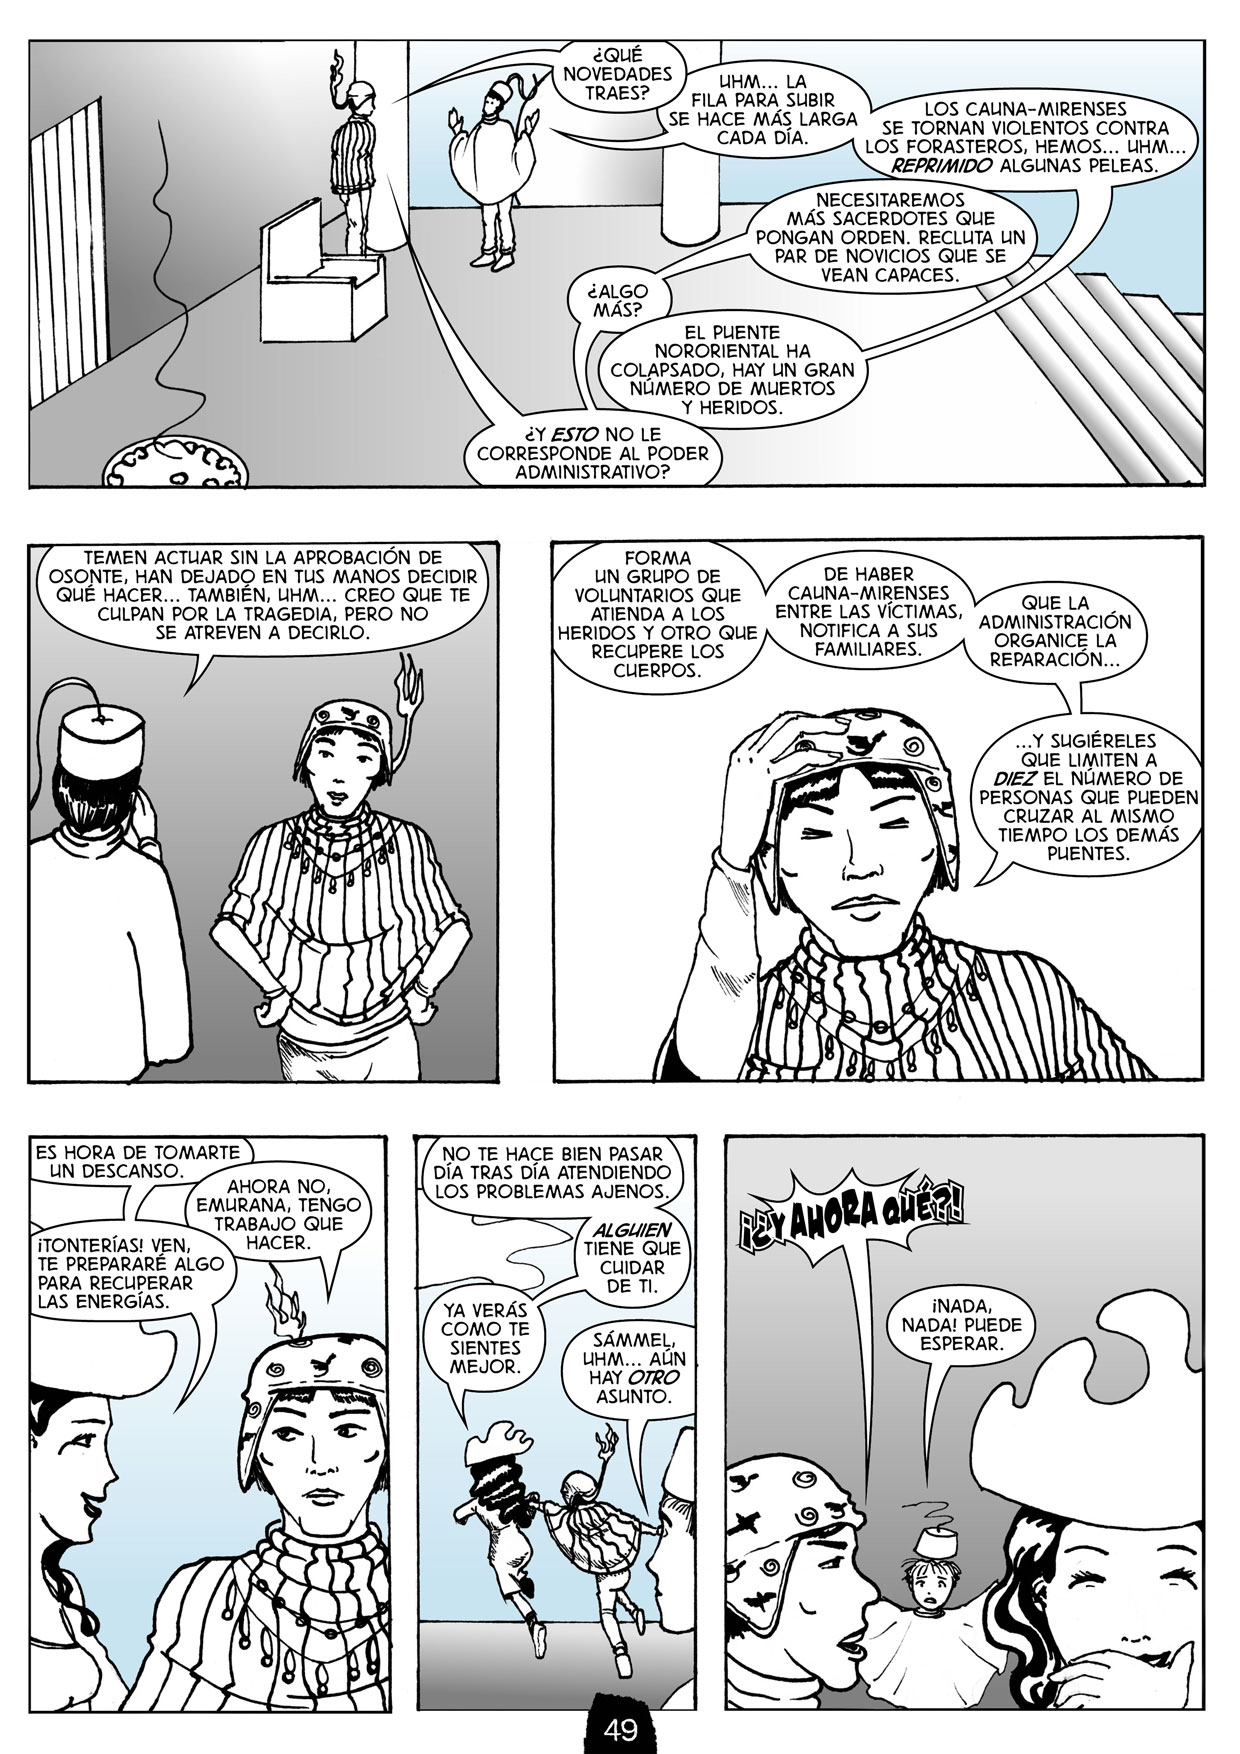 ¿QUÉ
NOVEDADES
TRAES?
UHM... LA
FILA PARA SUBIR
SE HACE MÁS LARGA
CADA DÍA.
LOS CAUNA-MIRENSES
SE TORNAN VIOLENTOS CONTRA
LOS FORASTEROS, HEMOS... UHM...
REPRIMIDO ALGUNAS PELEAS.
NECESITAREMOS
MÁS SACERDOTES QUE
PONGAN ORDEN. RECLUTA UN
PAR DE NOVICIOS QUE SE
VEAN CAPACES.
¿ALGO
MÁS?
EL PUENTE
NORORIENTAL HA
COLAPSADO, HAY UN GRAN
NÚMERO DE MUERTOS
Y HERIDOS.
¿Y ESTO NO LE
CORRESPONDE AL PODER
ADMINISTRATIVO?
TEMEN ACTUAR SIN LA APROBACIÓN DE
OSONTE, HAN DEJADO EN TUS MANOS DECIDIR
QUÉ HACER... TAMBIÉN, UHM... CREO QUE TE
CULPAN POR LA TRAGEDIA, PERO NO
SE ATREVEN A DECIRLO.
FORMA
UN GRUPO DE
VOLUNTARIOS QUE
ATIENDA A LOS
HERIDOS Y OTRO QUE
RECUPERE LOS
CUERPOS.
DE HABER
CAUNA-MIRENSES
ENTRE LAS VÍCTIMAS,
NOTIFICA A SUS
FAMILIARES.
QUE LA
ADMINISTRACIÓN
ORGANICE LA
REPARACIÓN...
...Y SUGIÉRELES
QUE LIMITEN A
DIEZ EL NÚMERO DE
PERSONAS QUE PUEDEN
CRUZAR AL MISMO
TIEMPO LOS DEMÁS
PUENTES.
ES HORA DE TOMARTE
UN DESCANSO.
AHORA NO,
EMURANA, TENGO
TRABAJO QUE
HACER.
¡TONTERÍAS! VEN,
TE PREPARARÉ ALGO
PARA RECUPERAR
LAS ENERGÍAS.
NO TE HACE BIEN PASAR
DÍA TRAS DÍA ATENDIENDO
LOS PROBLEMAS AJENOS.
ALGUIEN
TIENE QUE
CUIDAR
DE TI.
YA VERÁS
COMO TE
SIENTES
MEJOR.
SÁMMEL,
UHM... AÚN
HAY OTRO
ASUNTO.
¡¿Y AHORA QUÉ?!
¡NADA,
NADA! PUEDE
ESPERAR.
49